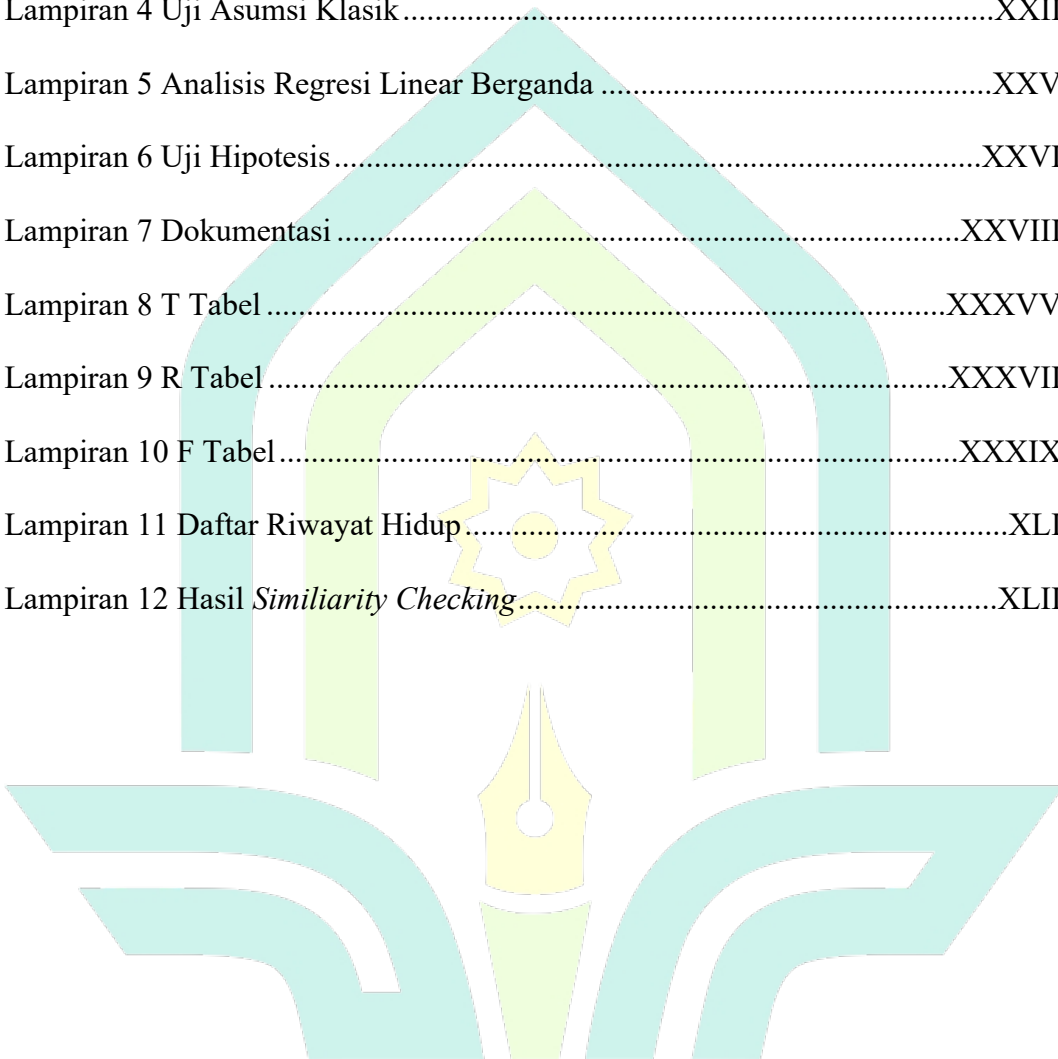 Lampiran 4 Uji Asumsi Klasik..........................................................................XXII
Lampiran 5 Analisis Regresi Linear Berganda .................................................XXV
Lampiran 6 Uji Hipotesis.................................................................................XXVI
Lampiran 7 Dokumentasi ..............................................................................XXVIII
Lampiran 8 T Tabel .....................................................................................XXXVV
Lampiran 9 R Tabel.....................................................................................XXXVII
Lampiran 10 F Tabel.....................................................................................XXXIX
Lampiran 11 Daftar Riwayat Hidup....................................................................XLI
Lampiran 12 Hasil Similiarity Checking............................................................XLII